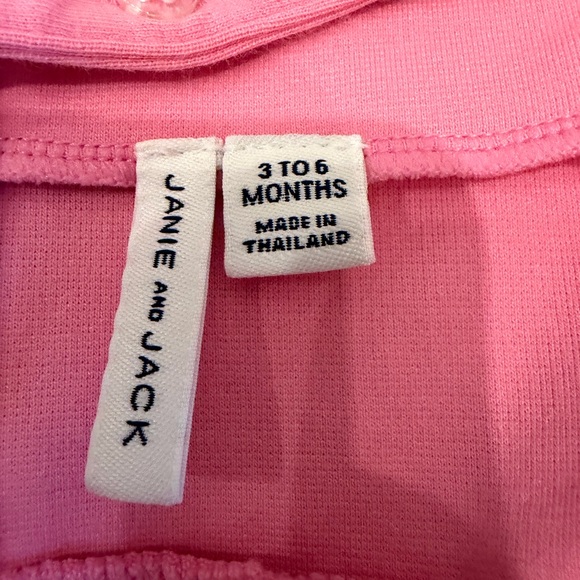 JANIE AND JACK
3 TO 6
MONTHS
MADE IN
THAILAND